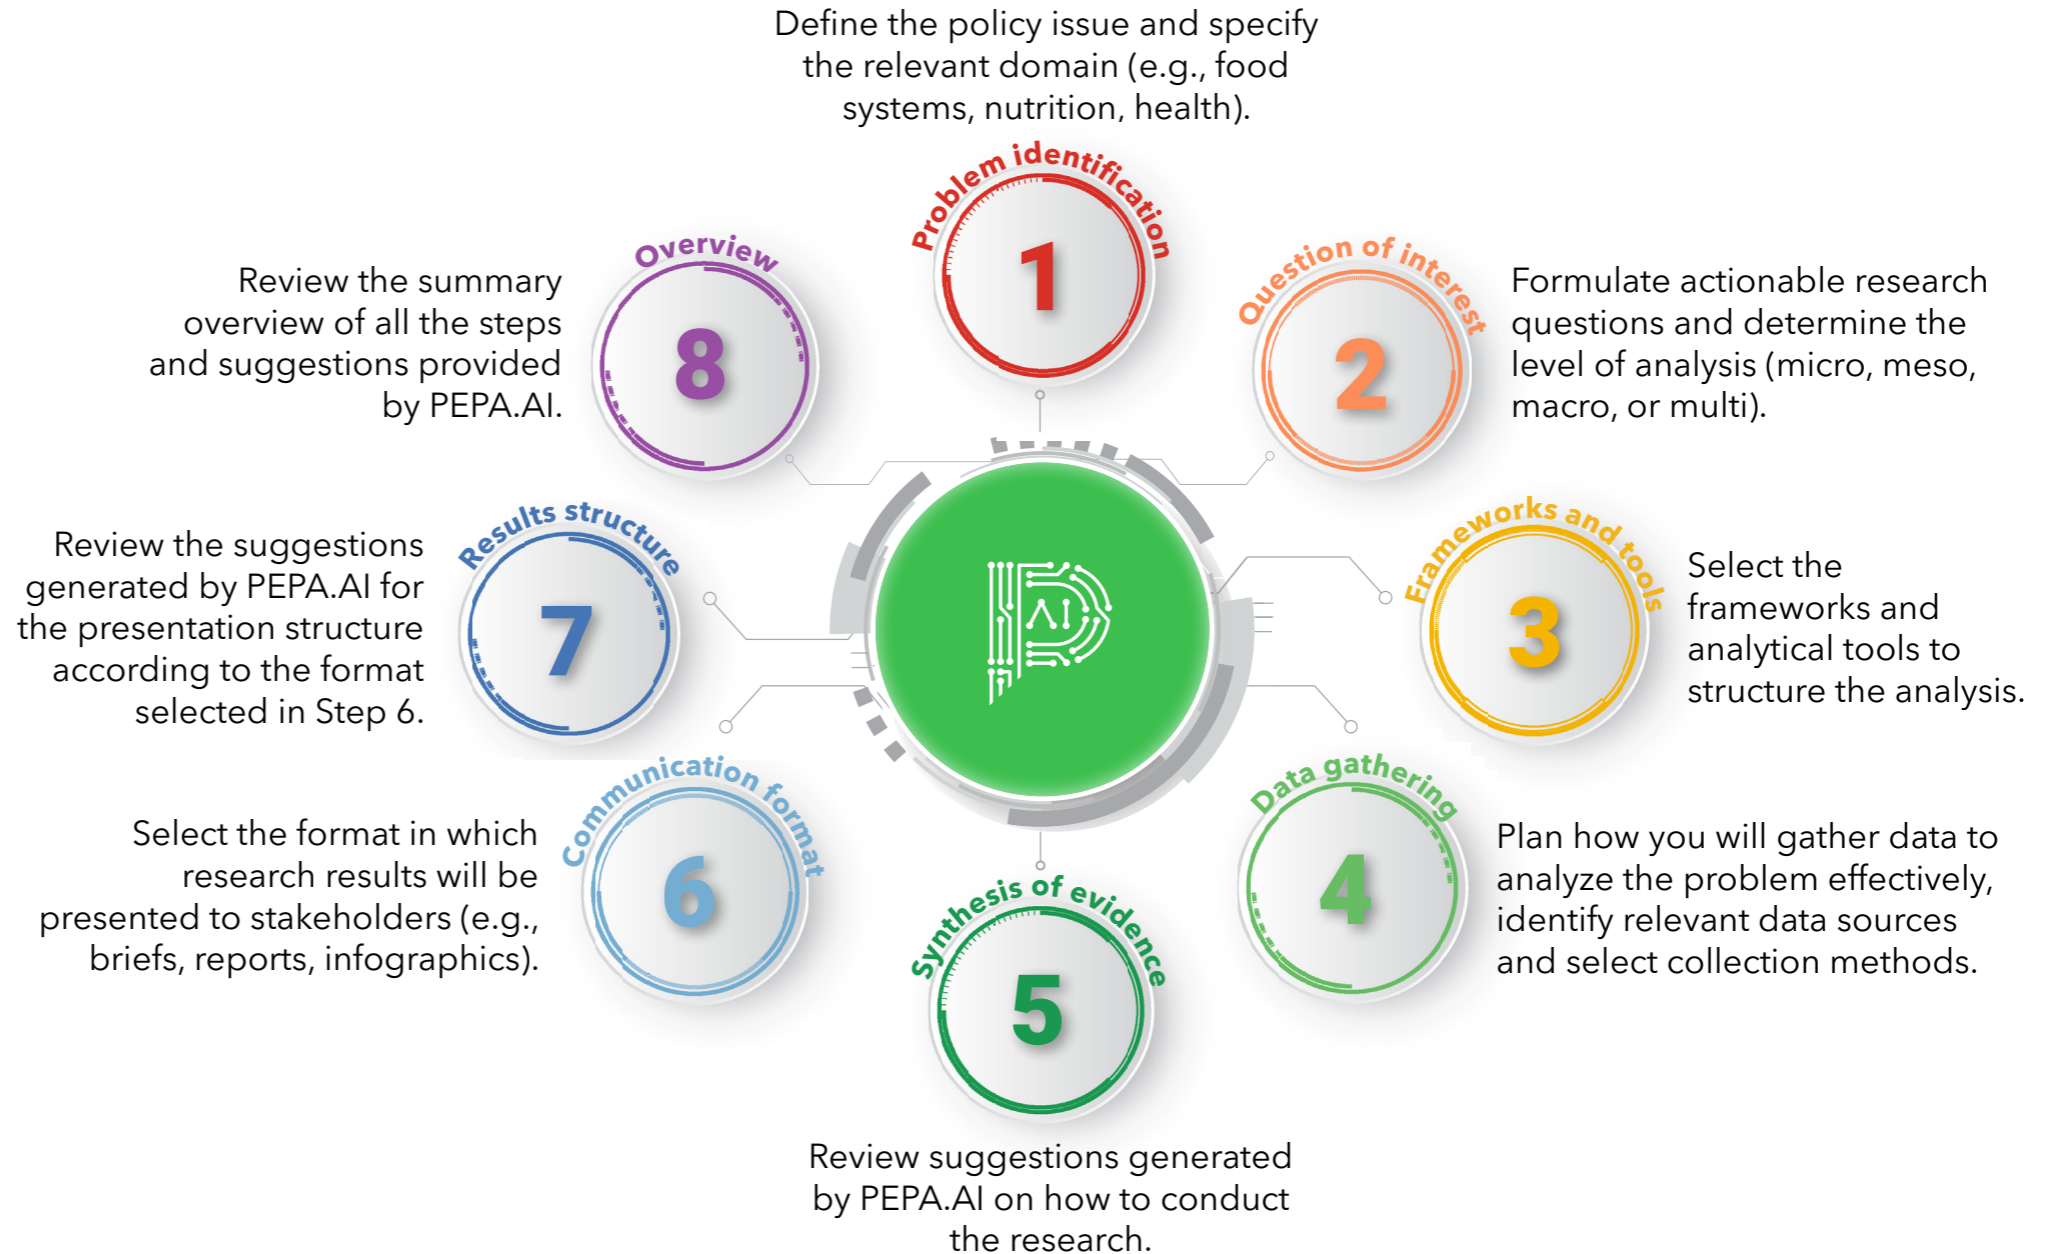 Define the policy issue and specify
the relevant domain (e.g., food
systems, nutrition, health).
Problem identification
1
Question of interest
2
Formulate actionable research
questions and determine the
level of analysis (micro, meso,
macro, or multi).
Frameworks and tools
3
Select the
frameworks and
analytical tools to
structure the analysis.
Data gathering
4
Plan how you will gather data to
analyze the problem effectively,
identify relevant data sources
and select collection methods.
Synthesis of evidence
5
Review suggestions generated
by PEPA.AI on how to conduct
the research.
Communication format
6
Select the format in which
research results will be
presented to stakeholders (e.g.,
briefs, reports, infographics).
Results structure
7
Review the suggestions
generated by PEPA.AI for
the presentation structure
according to the format
selected in Step 6.
Overview
8
Review the summary
overview of all the steps
and suggestions provided
by PEPA.AI.
P AI